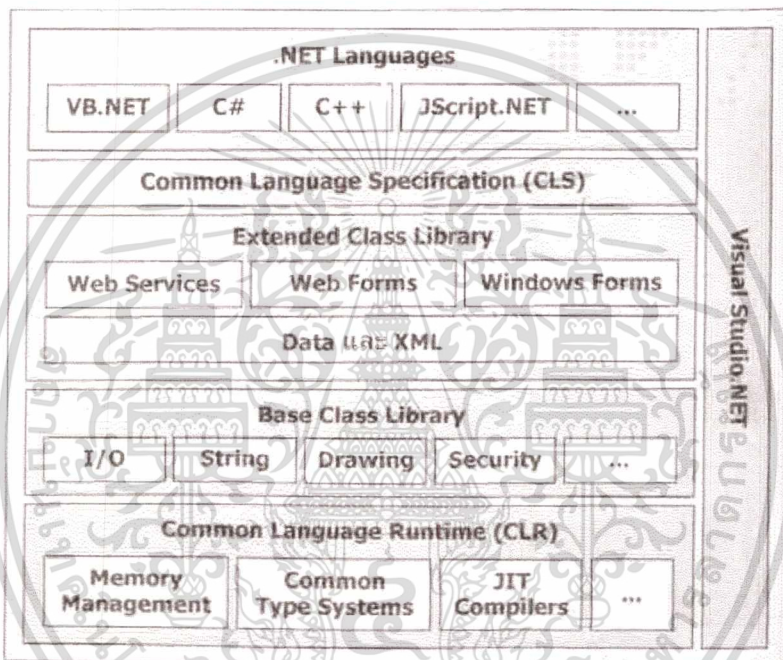 .NET Languages
VB.NET C# C++ JScript.NET ...
Common Language Specification (CLS)
Extended Class Library
Web Services Web Forms Windows Forms
Data และ XML
Base Class Library
I/O String Drawing Security ...
Common Language Runtime (CLR)
Memory Management Common Type Systems JIT Compilers ...
Visual Studio.NET